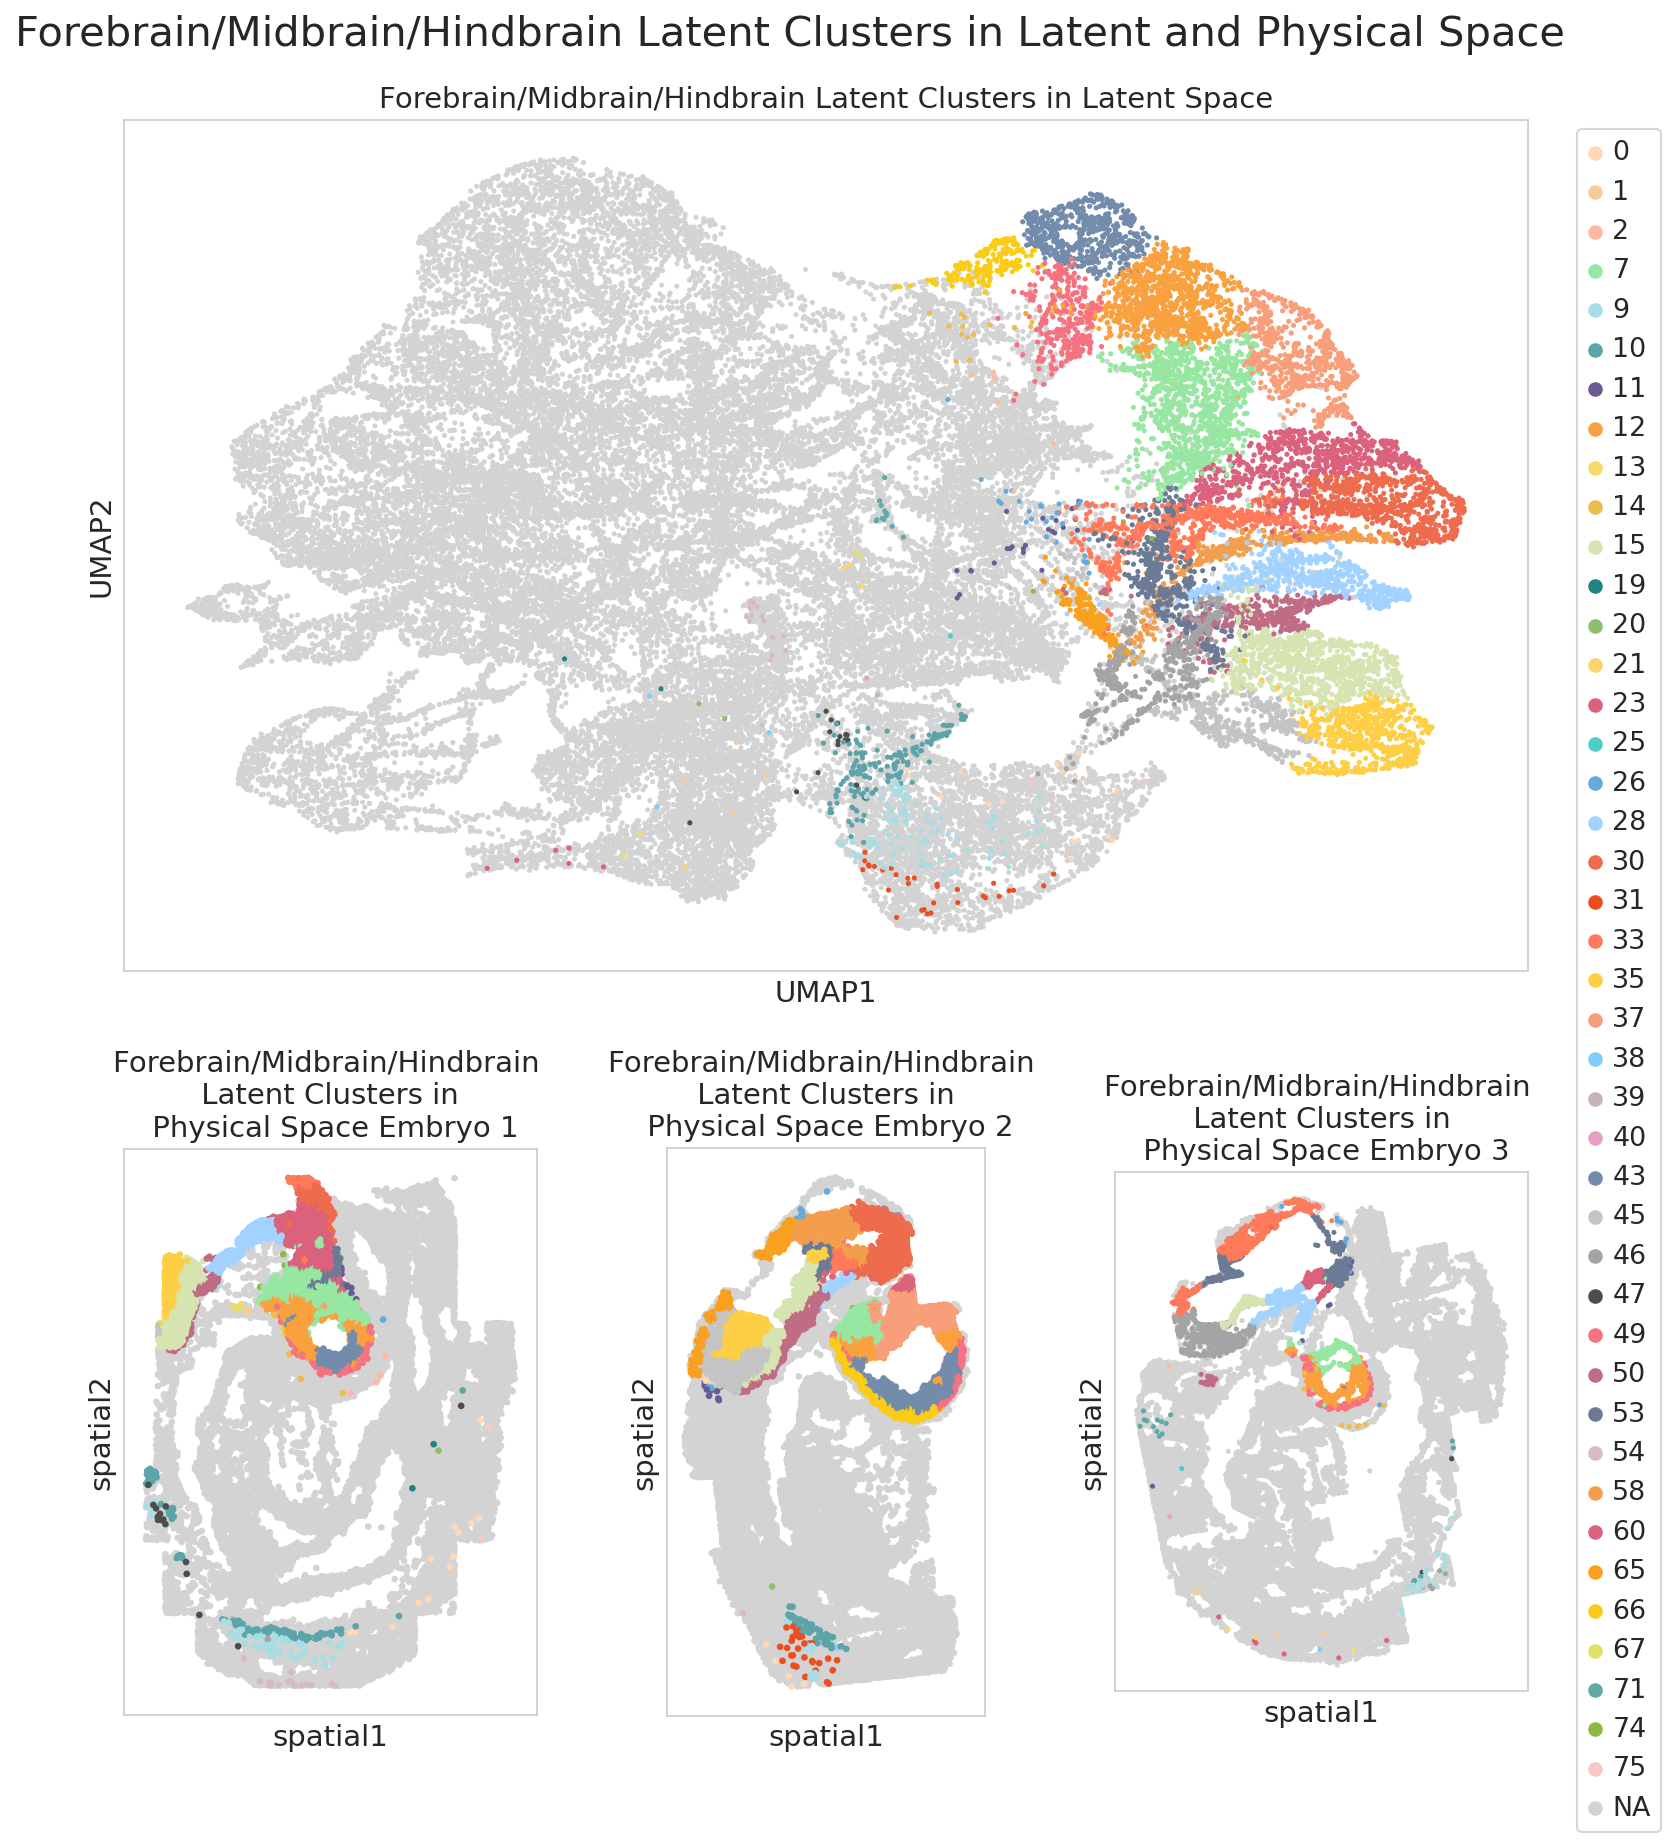 Forebrain/Midbrain/Hindbrain Latent Clusters in Latent and Physical Space
Forebrain/Midbrain/Hindbrain Latent Clusters in Latent Space
UMAP2
UMAP1
0
1
2
7
9
10
11
12
13
14
15
19
20
21
23
25
26
28
30
31
33
35
37
38
39
40
43
45
46
47
49
50
53
54
58
60
65
66
67
71
74
75
NA
Forebrain/Midbrain/Hindbrain
Latent Clusters in
Physical Space Embryo 1
spatial2
spatial1
Forebrain/Midbrain/Hindbrain
Latent Clusters in
Physical Space Embryo 2
spatial2
spatial1
Forebrain/Midbrain/Hindbrain
Latent Clusters in
Physical Space Embryo 3
spatial2
spatial1